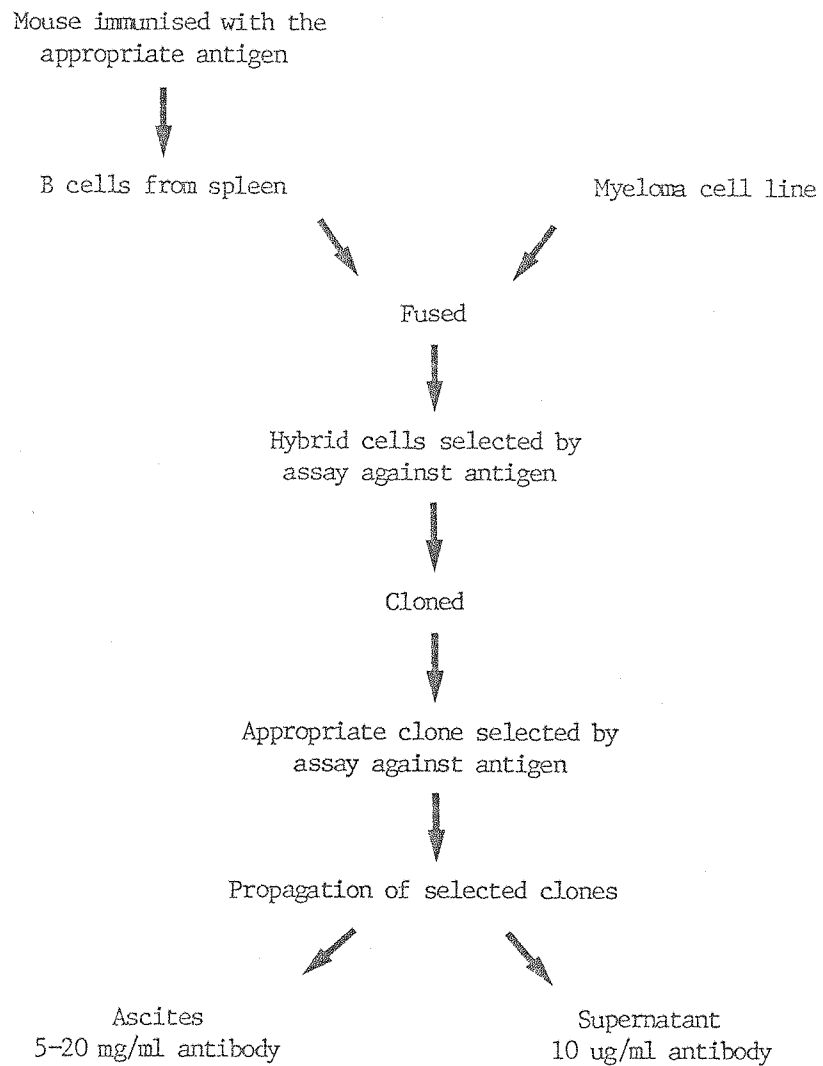 Mouse immunised with the
appropriate antigen
B cells from spleen
Myeloma cell line
Fused
Hybrid cells selected by
assay against antigen
Cloned
Appropriate clone selected by
assay against antigen
Propagation of selected clones
Ascites
5-20 mg/ml antibody
Supernatant
10 ug/ml antibody